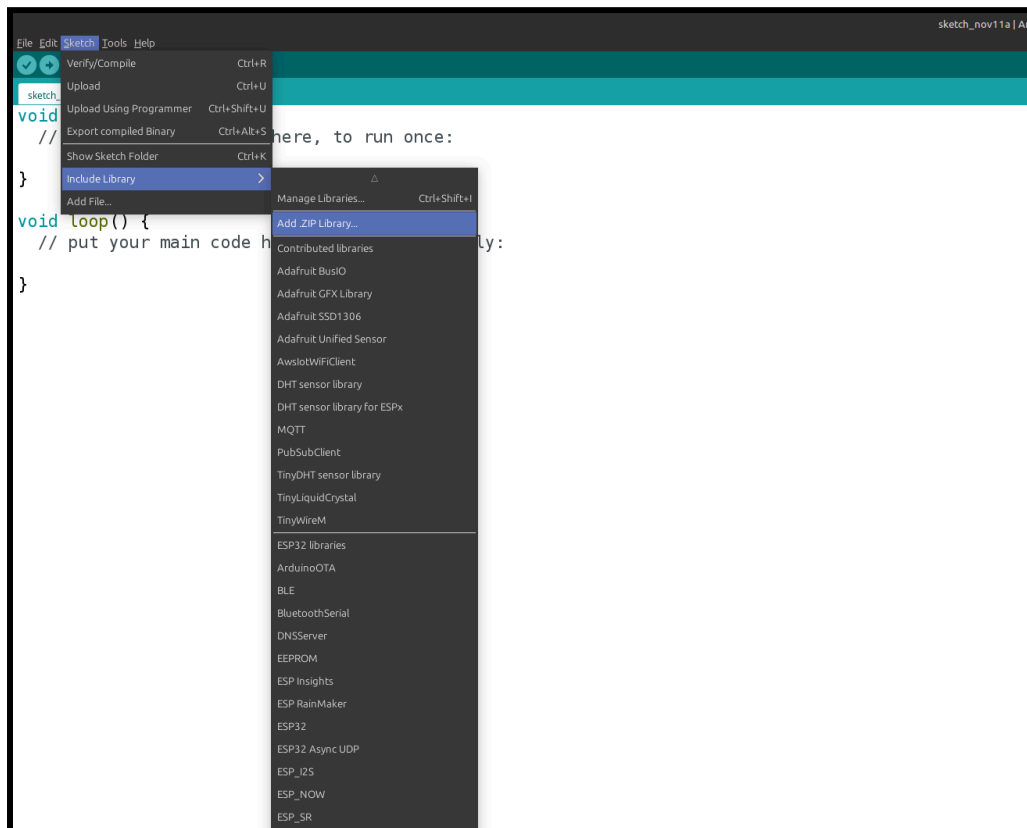 sketch_nov11a | Ar
File Edit Sketch Tools Help
Verify/Compile Ctrl+R
Upload Ctrl+U
Upload Using Programmer Ctrl+Shift+U
Export compiled Binary Ctrl+Alt+S
Show Sketch Folder Ctrl+K
Include Library
Add File...
sketch_
void
// here, to run once:
}
void loop() {
// put your main code h ly:
}
Manage Libraries... Ctrl+Shift+I
Add .ZIP Library...
Contributed libraries
Adafruit BusIO
Adafruit GFX Library
Adafruit SSD1306
Adafruit Unified Sensor
AwsIotWiFiClient
DHT sensor library
DHT sensor library for ESPx
MQTT
PubSubClient
TinyDHT sensor library
TinyLiquidCrystal
TinyWireM
ESP32 libraries
ArduinoOTA
BLE
BluetoothSerial
DNSServer
EEPROM
ESP Insights
ESP RainMaker
ESP32
ESP32 Async UDP
ESP_I2S
ESP_NOW
ESP_SR